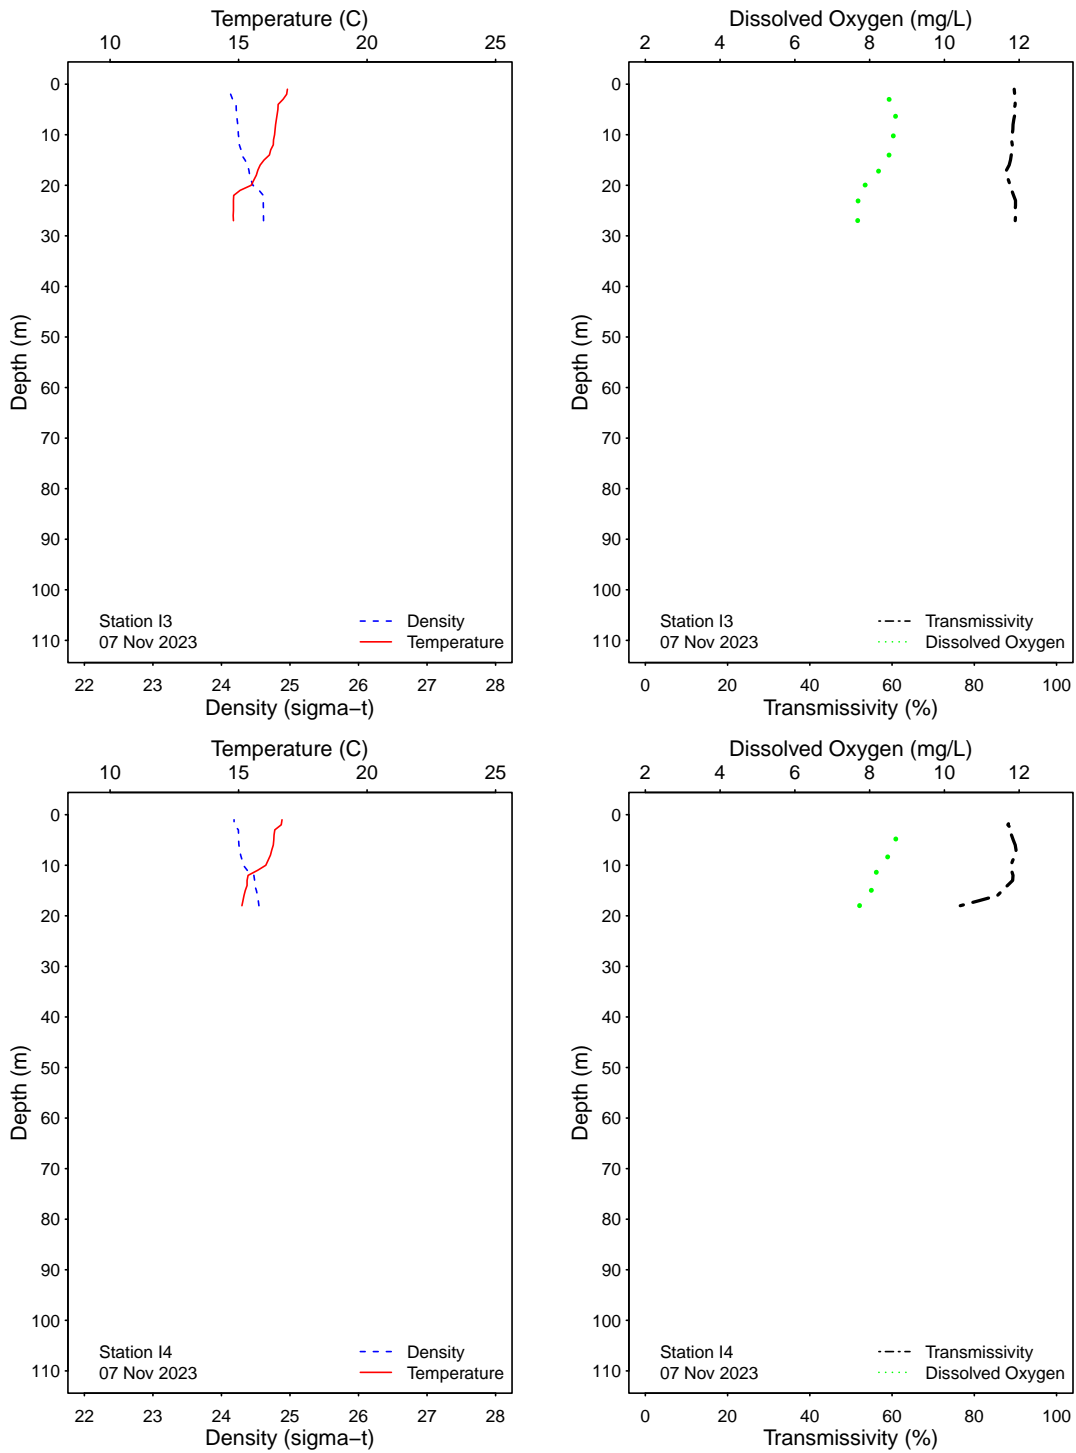 Temperature (C)
10 15 20 25
0
10
20
30
40
50
60
70
80
90
100
110
Depth (m)
Station I3
07 Nov 2023
Density
Temperature
22 23 24 25 26 27 28
Density (sigma−t)
Dissolved Oxygen (mg/L)
2 4 6 8 10 12
0
10
20
30
40
50
60
70
80
90
100
110
Depth (m)
Station I3
07 Nov 2023
Transmissivity
Dissolved Oxygen
0 20 40 60 80 100
Transmissivity (%)
Temperature (C)
10 15 20 25
0
10
20
30
40
50
60
70
80
90
100
110
Depth (m)
Station I4
07 Nov 2023
Density
Temperature
22 23 24 25 26 27 28
Density (sigma−t)
Dissolved Oxygen (mg/L)
2 4 6 8 10 12
0
10
20
30
40
50
60
70
80
90
100
110
Depth (m)
Station I4
07 Nov 2023
Transmissivity
Dissolved Oxygen
0 20 40 60 80 100
Transmissivity (%)